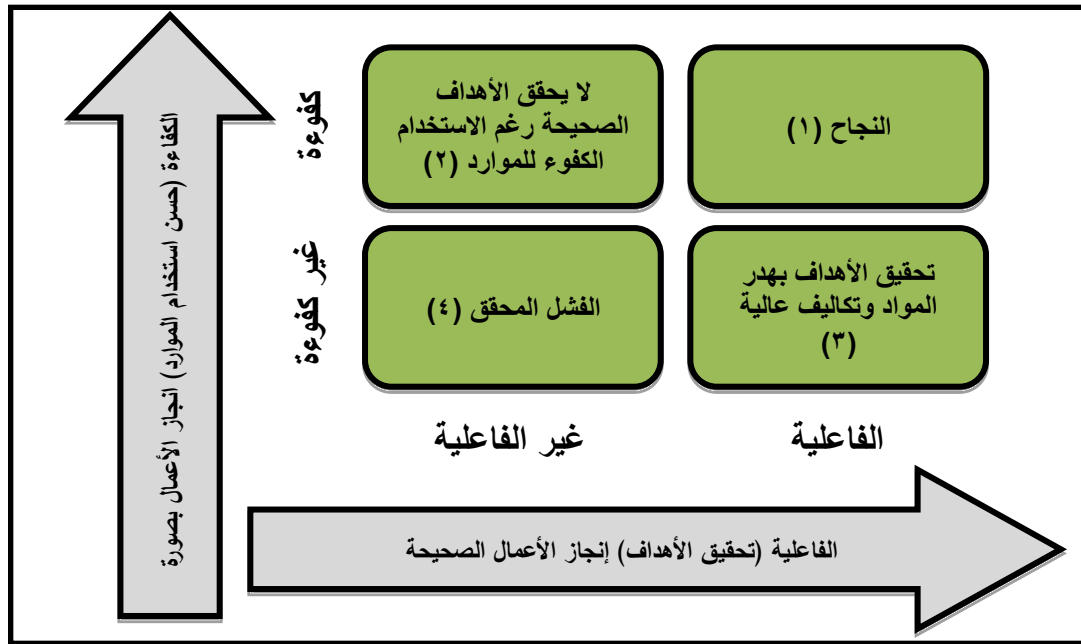 النجاح (١)
لا يحقق الأهداف
الصحيحة رغم الاستخدام
الكفوء للموارد (٢)
كفوءة
تحقيق الأهداف بهدر
المواد وتكاليف عالية
(٣)
الفشل المحقق (٤)
غير كفوءة
الفاعلية
غير الفاعلية
الكفاءة (حسن استخدام الموارد) انجاز الأعمال بصورة
الفاعلية (تحقيق الأهداف) إنجاز الأعمال الصحيحة